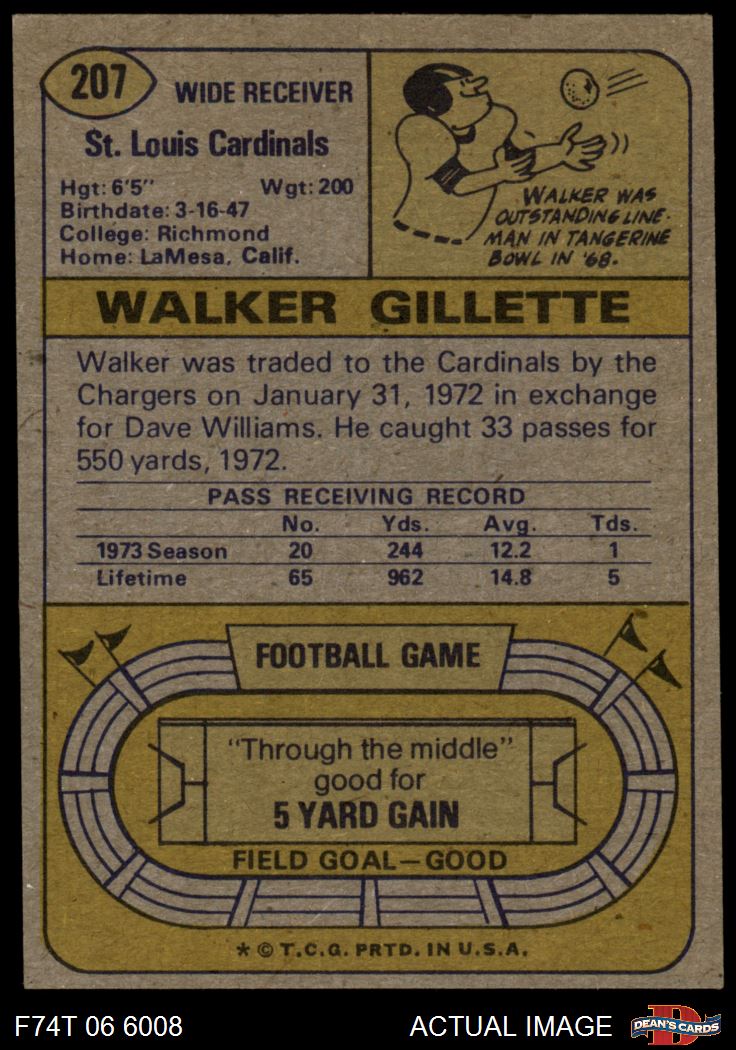 207
WIDE RECEIVER
St. Louis Cardinals
Hgt: 6'5" Wgt: 200
Birthdate: 3-16-47
College: Richmond
Home: LaMesa, Calif.
WALKER WAS
OUTSTANDING LINE-
MAN IN TANGERINE
BOWL IN '68.
WALKER GILLETTE
Walker was traded to the Cardinals by the
Chargers on January 31, 1972 in exchange
for Dave Williams. He caught 33 passes for
550 yards, 1972.
PASS RECEIVING RECORD
No. Yds. Avg. Tds.
1973 Season 20 244 12.2 1
Lifetime 65 962 14.8 5
FOOTBALL GAME
"Through the middle"
good for
5 YARD GAIN
FIELD GOAL—GOOD
* © T.C.G. PRTD. IN U.S.A.
F74T 06 6008 ACTUAL IMAGE
D
DEAN'S CARDS